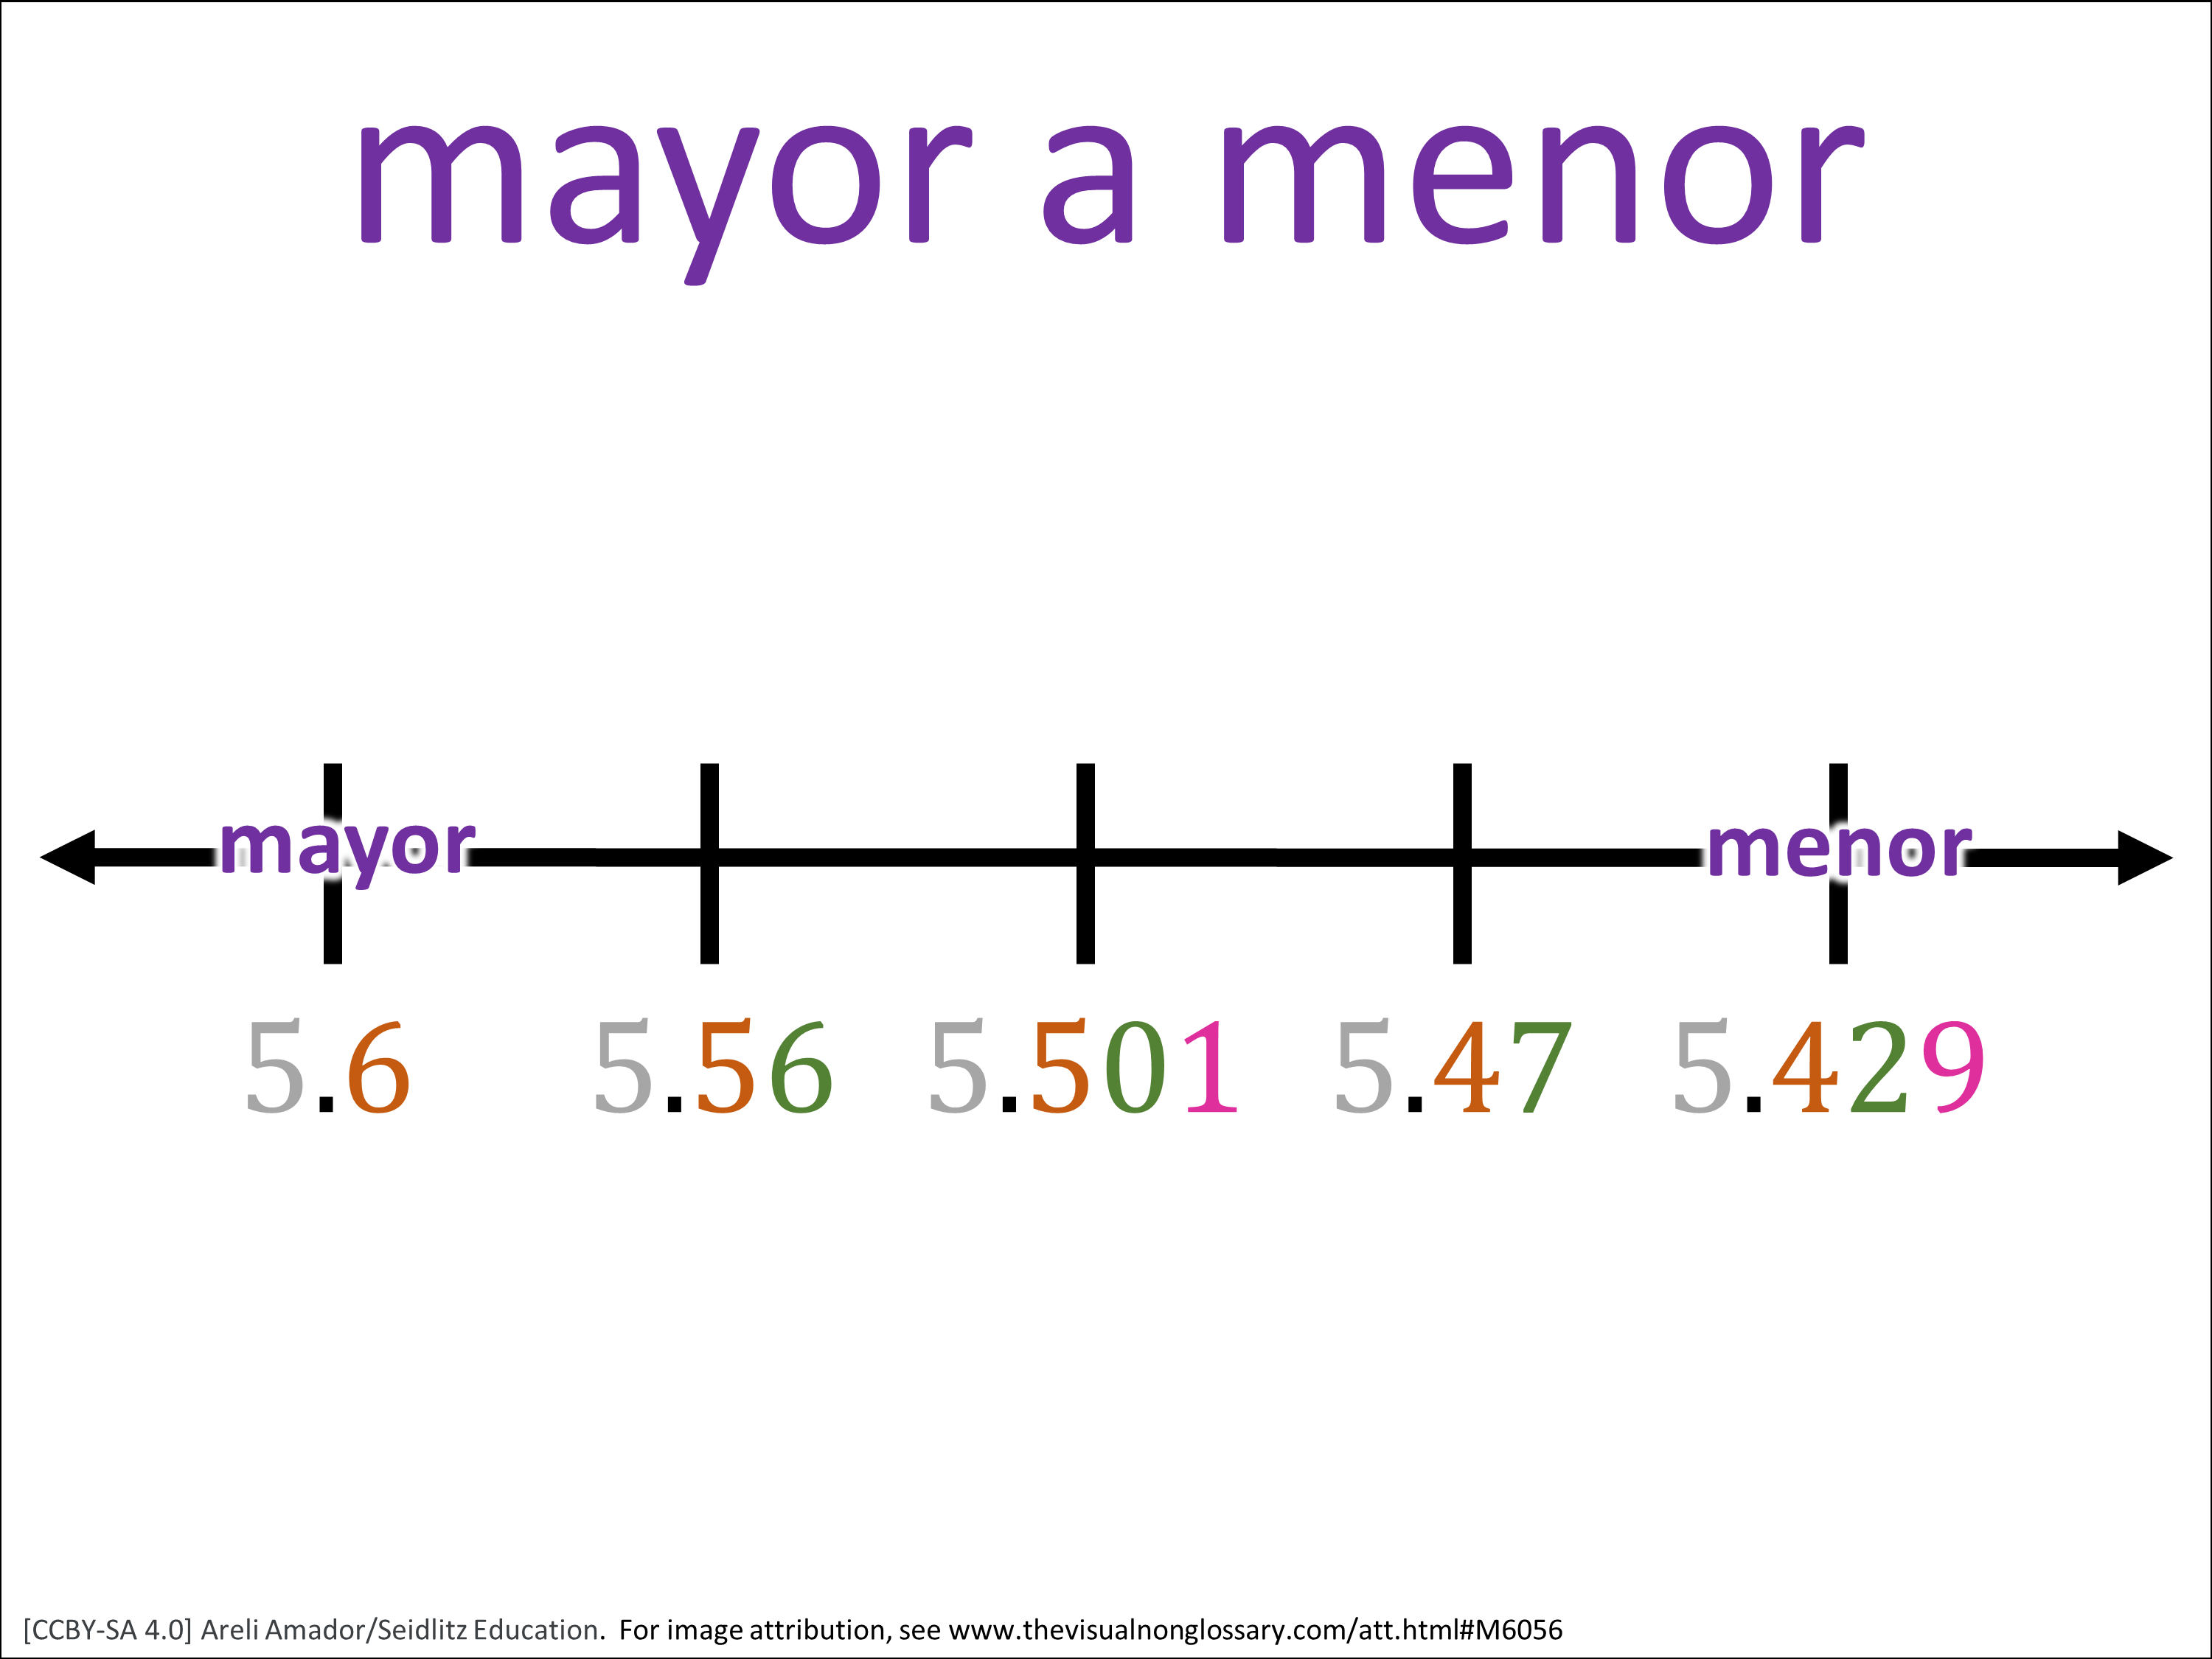 mayor a menor
mayor menor
5.6 5.56 5.501 5.47 5.429
[CCBY-SA 4.0] Areli Amador/Seidlitz Education. For image attribution, see www.thevisualnonglossary.com/att.html#M6056